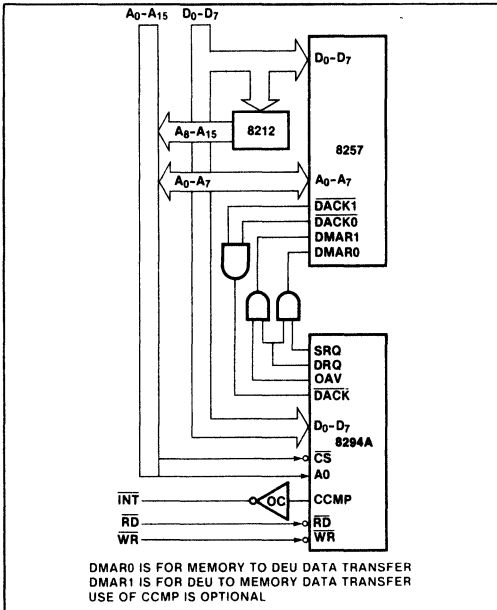 A0–A15 D0–D7
D0–D7
8212
A8–A15
8257
A0–A7
A0–A7
DACK1
DACK0
DMAR1
DMAR0
SRQ
DRQ
OAV
DACK
D0–D7
8294A
CS
A0
INT
OC
CCMP
RD
RD
WR
WR
DMAR0 IS FOR MEMORY TO DEU DATA TRANSFER
DMAR1 IS FOR DEU TO MEMORY DATA TRANSFER
USE OF CCMP IS OPTIONAL